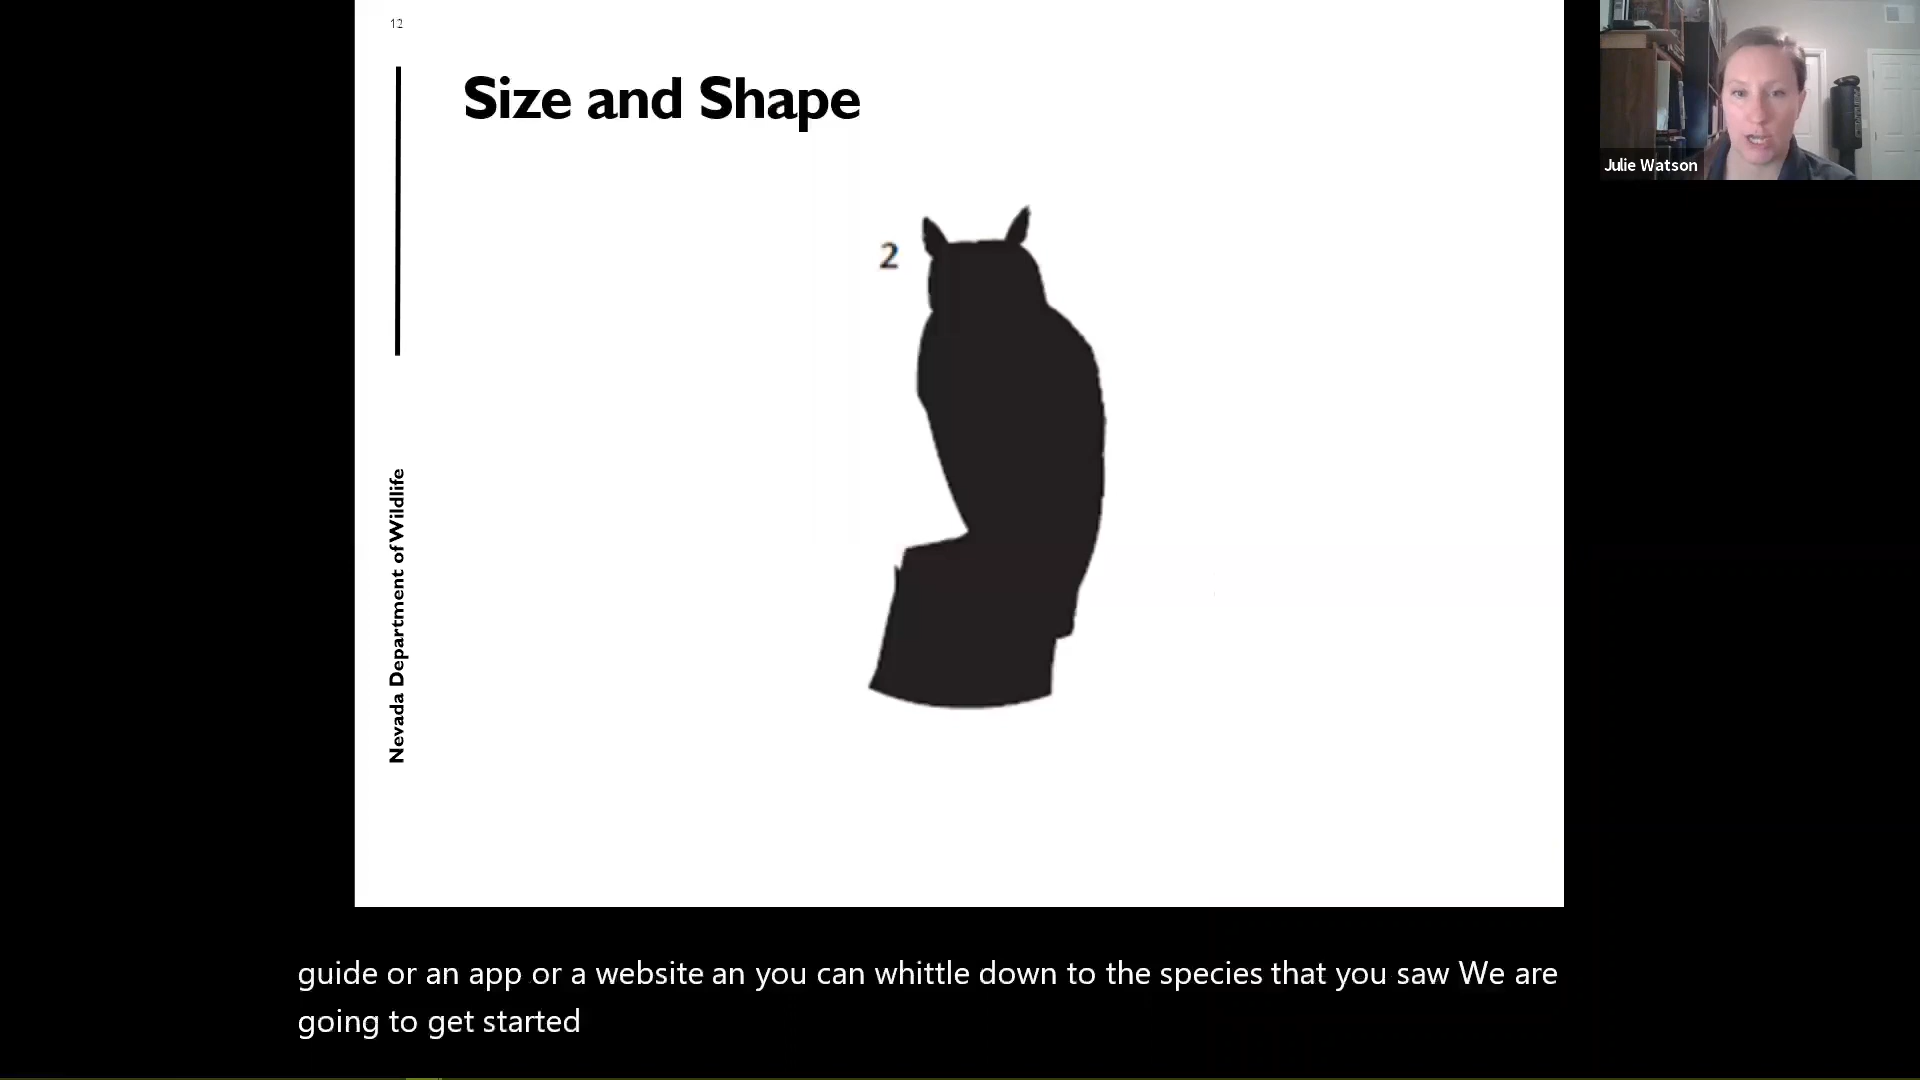 12
Size and Shape
2
Nevada Department of Wildlife
Julie Watson
guide or an app or a website an you can whittle down to the species that you saw We are
going to get started